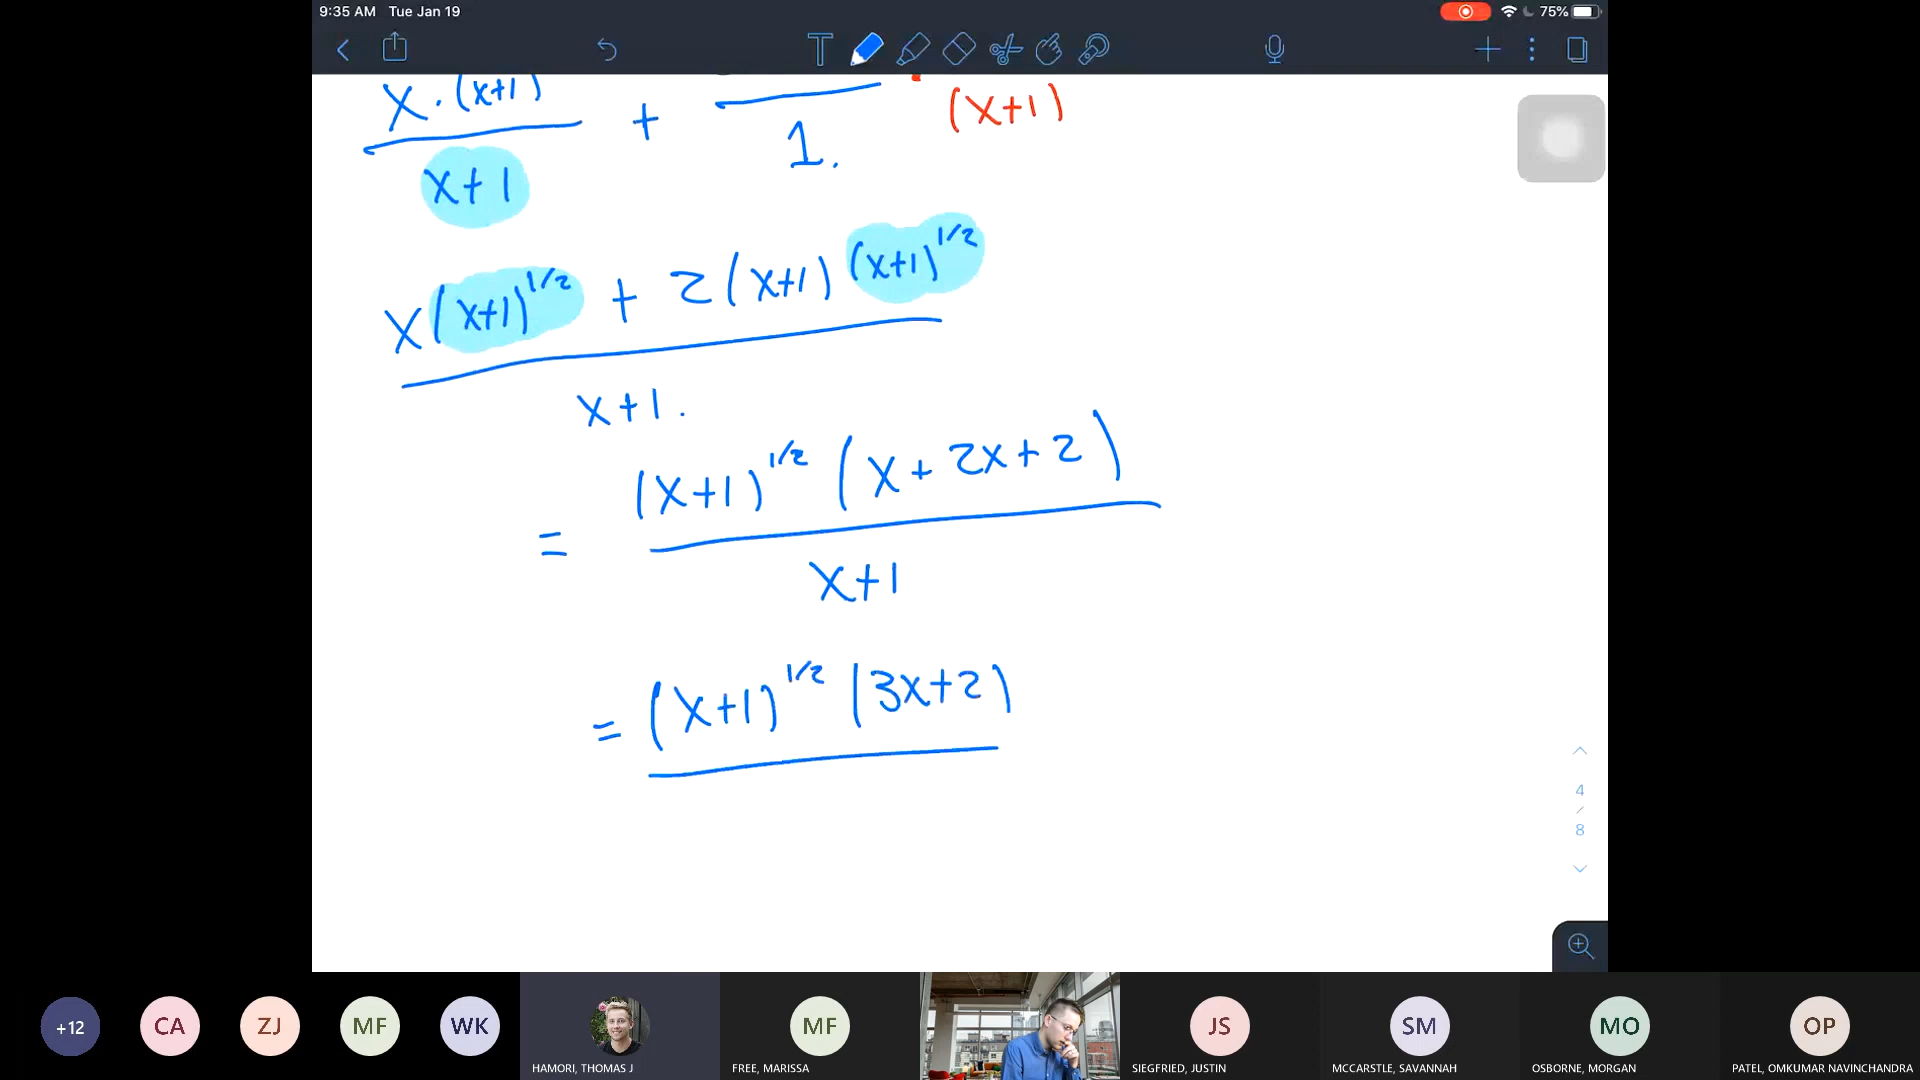 9:35 AM Tue Jan 19
75%
x · (x+1)
+
(x+1)
x+1
1.
x(x+1)^1/2 + 2(x+1)(x+1)^1/2
x+1.
(x+1)^1/2 (x+2x+2)
=
x+1
= (x+1)^1/2 (3x+2)
4
/
8
+12
CA
ZJ
MF
WK
MF
JS
SM
MO
OP
HAMORI, THOMAS J
FREE, MARISSA
SIEGFRIED, JUSTIN
MCCARSTLE, SAVANNAH
OSBORNE, MORGAN
PATEL, OMKUMAR NAVINCHANDRA